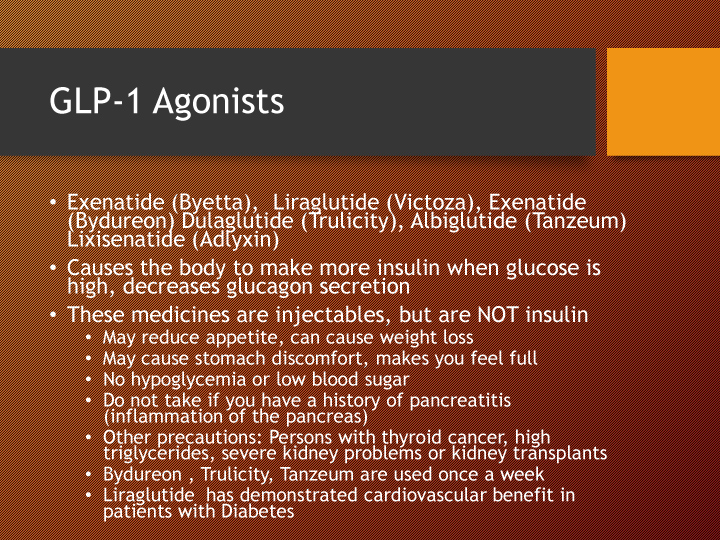 GLP-1 Agonists
• Exenatide (Byetta),  Liraglutide (Victoza), Exenatide
(Bydureon) Dulaglutide (Trulicity), Albiglutide (Tanzeum)
Lixisenatide (Adlyxin)
• Causes the body to make more insulin when glucose is
high, decreases glucagon secretion
• These medicines are injectables, but are NOT insulin
• May reduce appetite, can cause weight loss
• May cause stomach discomfort, makes you feel full
• No hypoglycemia or low blood sugar
• Do not take if you have a history of pancreatitis
(inflammation of the pancreas)
• Other precautions: Persons with thyroid cancer, high
triglycerides, severe kidney problems or kidney transplants
• Bydureon , Trulicity, Tanzeum are used once a week
• Liraglutide  has demonstrated cardiovascular benefit in
patients with Diabetes